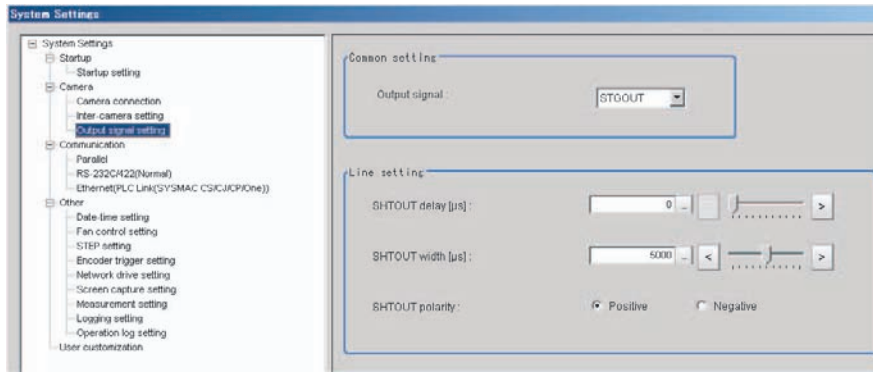 System Settings
System Settings
Startup
Startup setting
Camera
Camera connection
Inter-camera setting
Output signal setting
Communication
Parallel
RS-232C/422(Normal)
Ethernet(PLC Link(SYSMAC CS/CJ/CP/One))
Other
Date-time setting
Fan control setting
STEP setting
Encoder trigger setting
Network drive setting
Screen capture setting
Measurement setting
Logging setting
Operation log setting
User customization
Common setting
Output signal :
STGOUT
Line setting
SHTOUT delay [µs] :
0
..
>
SHTOUT width [µs] :
5000
..
<
>
SHTOUT polarity :
Positive
Negative